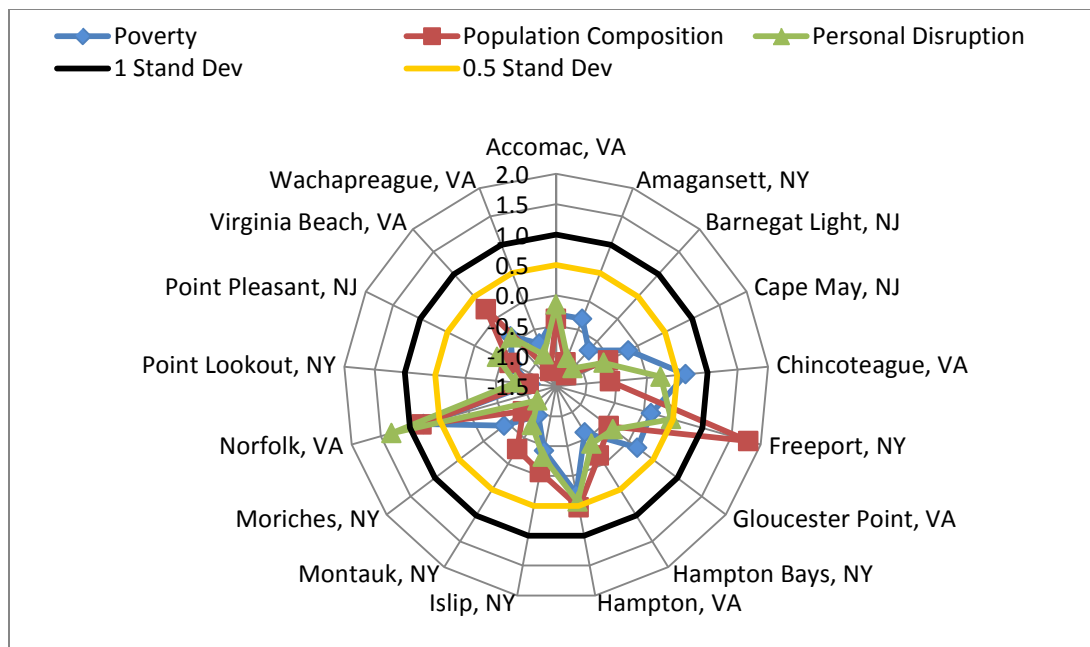 Poverty
Population Composition
Personal Disruption
1 Stand Dev
0.5 Stand Dev
Accomac, VA
2.0
1.5
1.0
0.5
0.0
-0.5
-1.0
-1.5
Amagansett, NY
Barnegat Light, NJ
Cape May, NJ
Chincoteague, VA
Freeport, NY
Gloucester Point, VA
Hampton Bays, NY
Hampton, VA
Islip, NY
Montauk, NY
Moriches, NY
Norfolk, VA
Point Lookout, NY
Point Pleasant, NJ
Virginia Beach, VA
Wachapreague, VA